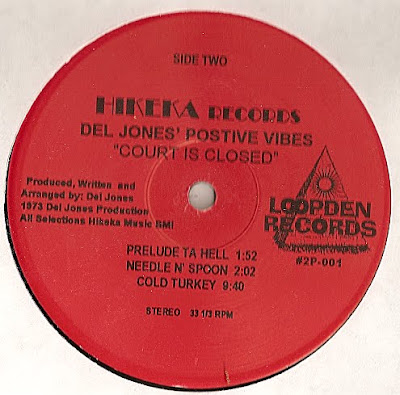 SIDE TWO
HIKEKA RECORDS
DEL JONES' POSTIVE VIBES
"COURT IS CLOSED"
Produced, Written and
Arranged by: Del Jones
1973 Del Jones Production
All Selections Hikeka Music BMI
LOOPDEN
RECORDS
#2P-001
PRELUDE TA HELL 1:52
NEEDLE N' SPOON 2:02
COLD TURKEY 9:40
STEREO 33 1/3 RPM